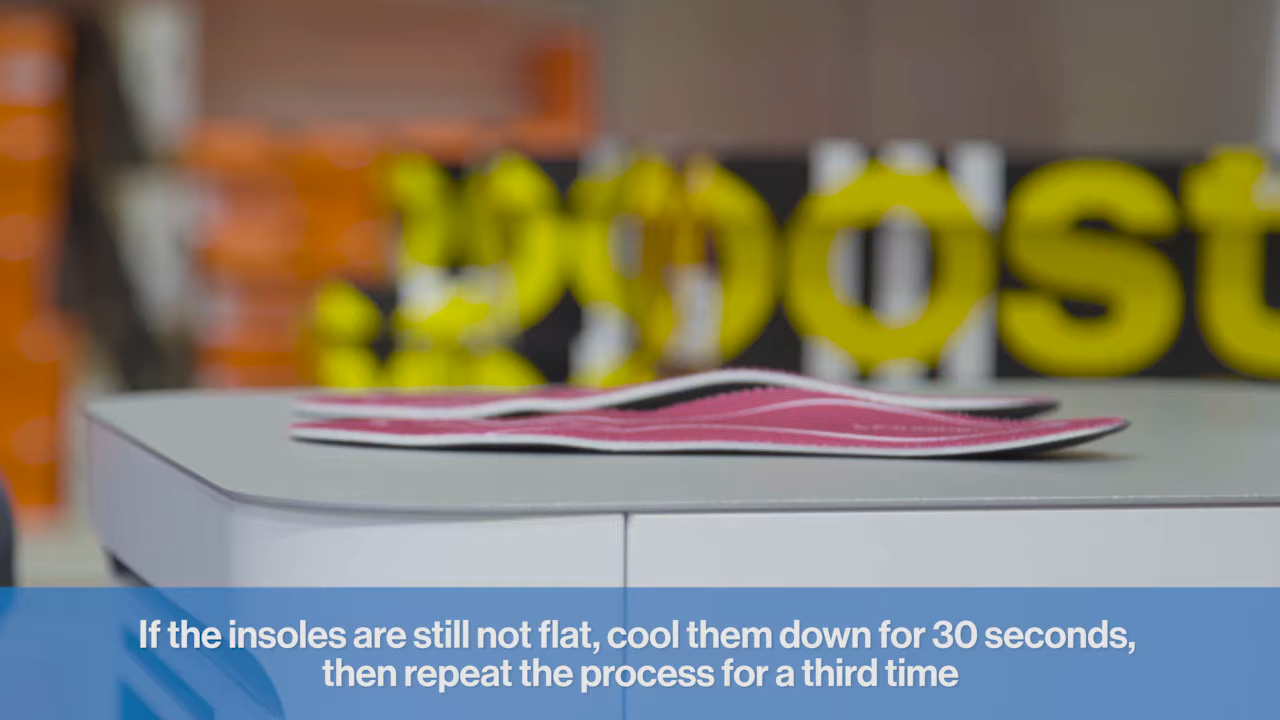 oost
If the insoles are still not flat, cool them down for 30 seconds,
then repeat the process for a third time